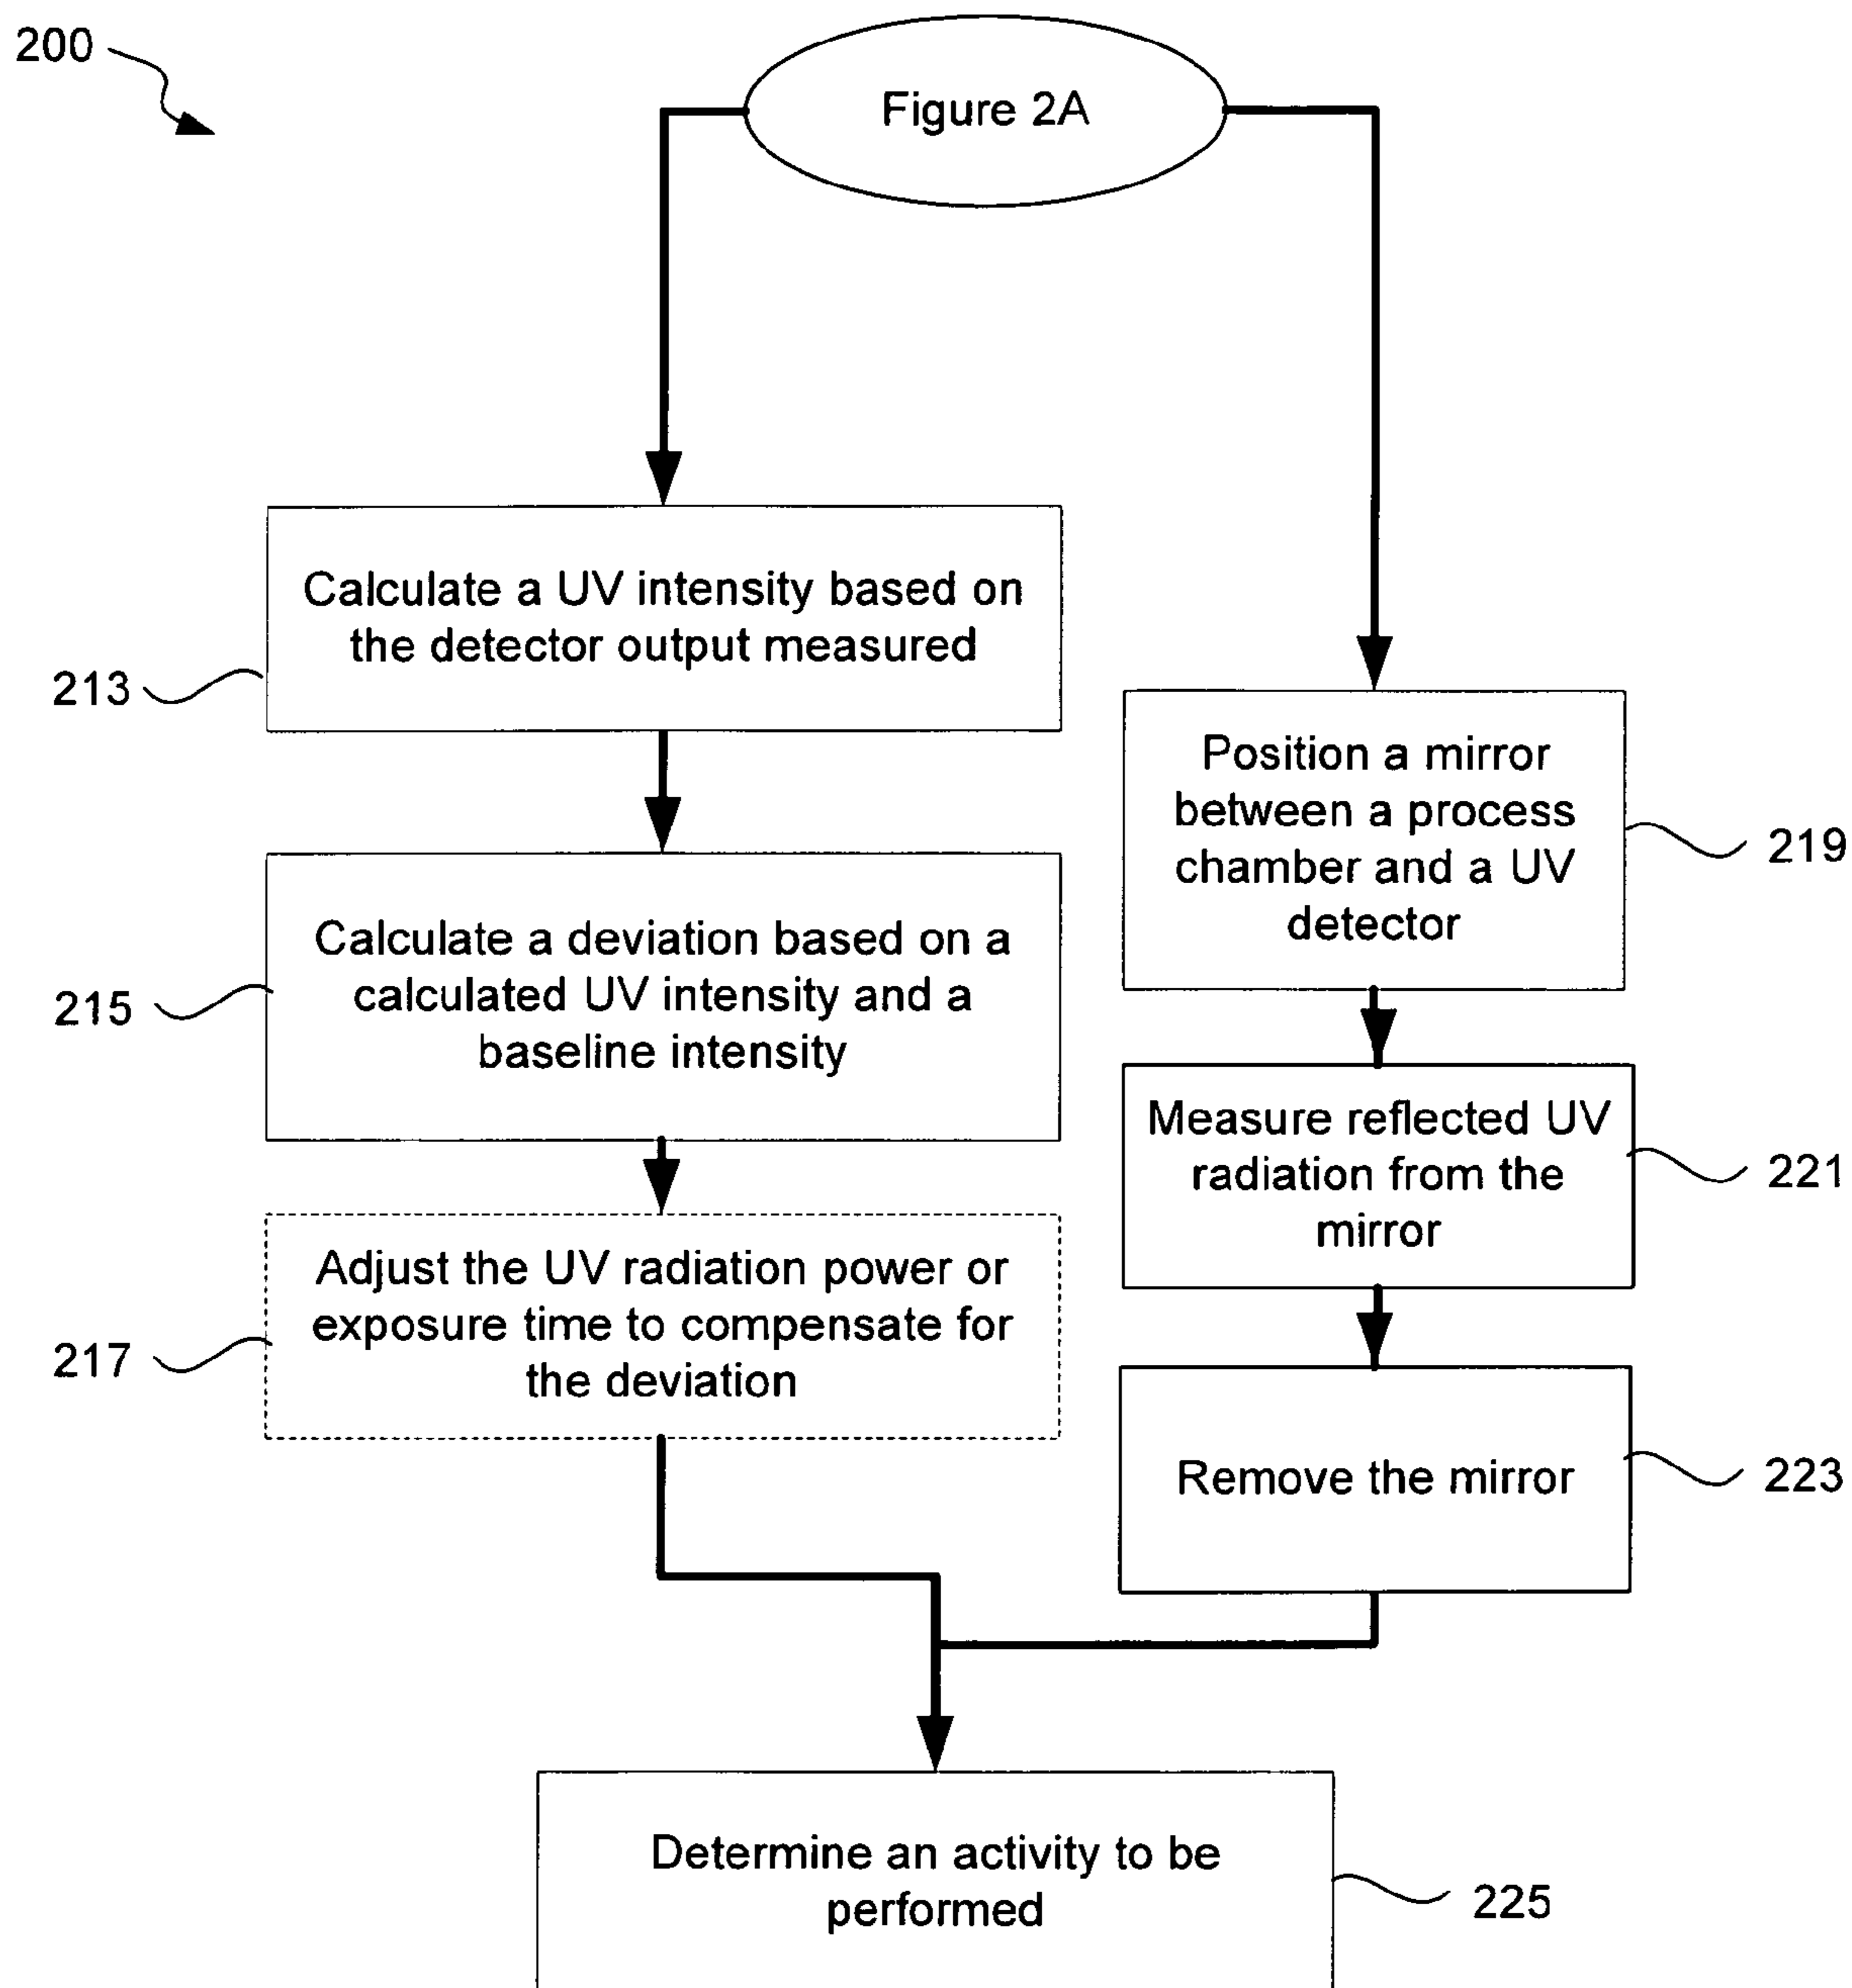 200
Figure 2A
Calculate a UV intensity based on
the detector output measured
213
Position a mirror
between a process
chamber and a UV
detector
219
Calculate a deviation based on a
calculated UV intensity and a
baseline intensity
215
Measure reflected UV
radiation from the
mirror
221
Adjust the UV radiation power or
exposure time to compensate for
the deviation
217
Remove the mirror
223
Determine an activity to be
performed
225